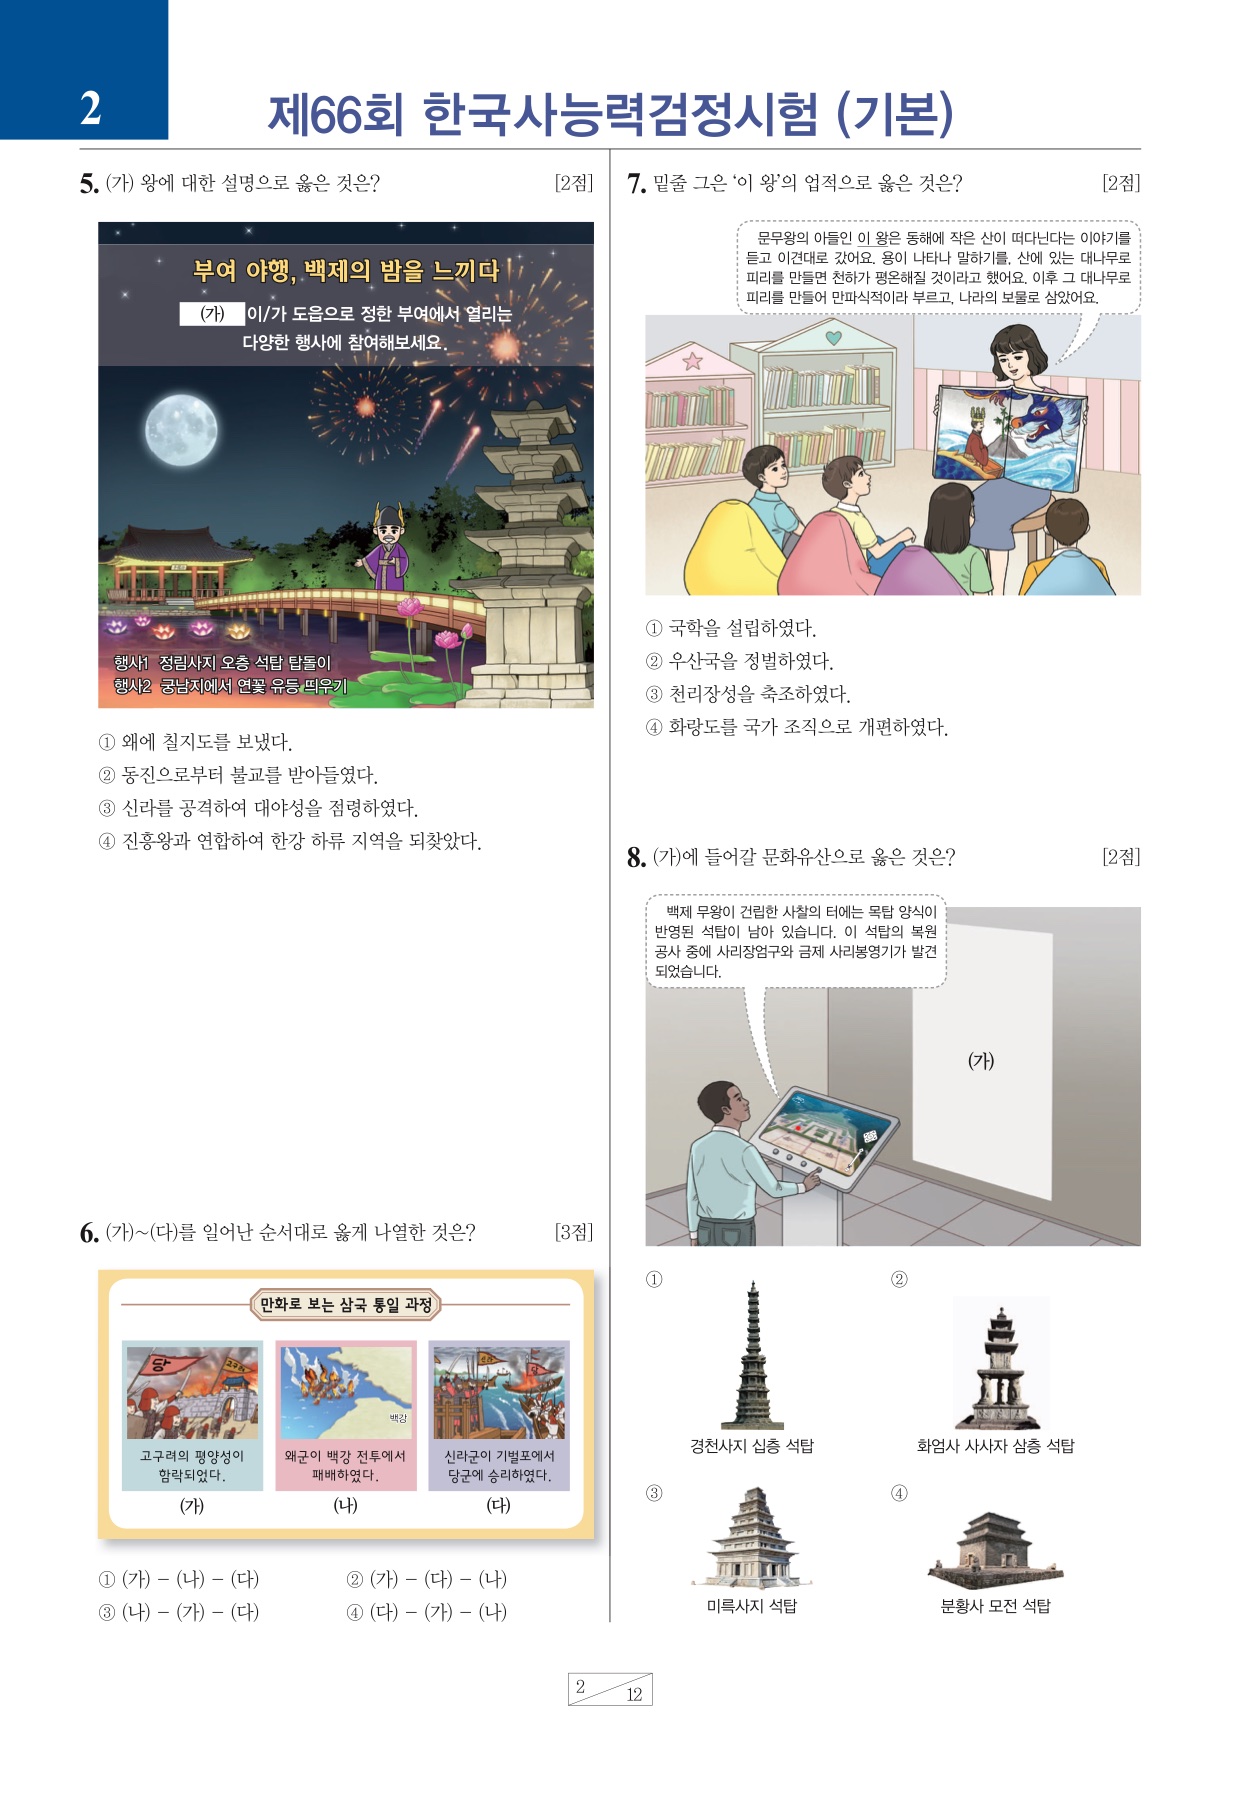 2
제66회 한국사능력검정시험 (기본)
5. (가) 왕에 대한 설명으로 옳은 것은? [2점]
부여 야행, 백제의 밤을 느끼다
(가) 이/가 도읍으로 정한 부여에서 열리는
다양한 행사에 참여해보세요.
행사1 정림사지 오층 석탑 탑돌이
행사2 궁남지에서 연꽃 유등 띄우기
① 왜에 칠지도를 보냈다.
② 동진으로부터 불교를 받아들였다.
③ 신라를 공격하여 대야성을 점령하였다.
④ 진흥왕과 연합하여 한강 하류 지역을 되찾았다.
6. (가)~(다)를 일어난 순서대로 옳게 나열한 것은? [3점]
만화로 보는 삼국 통일 과정
당
고구려
고구려의 평양성이
함락되었다.
(가)
백강
왜군이 백강 전투에서
패배하였다.
(나)
신라
당
신라군이 기벌포에서
당군에 승리하였다.
(다)
① (가) – (나) – (다) ② (가) – (다) – (나)
③ (나) – (가) – (다) ④ (다) – (가) – (나)
7. 밑줄 그은 ‘이 왕’의 업적으로 옳은 것은? [2점]
문무왕의 아들인 이 왕은 동해에 작은 산이 떠다닌다는 이야기를
듣고 이견대로 갔어요. 용이 나타나 말하기를, 산에 있는 대나무로
피리를 만들면 천하가 평온해질 것이라고 했어요. 이후 그 대나무로
피리를 만들어 만파식적이라 부르고, 나라의 보물로 삼았어요.
① 국학을 설립하였다.
② 우산국을 정벌하였다.
③ 천리장성을 축조하였다.
④ 화랑도를 국가 조직으로 개편하였다.
8. (가)에 들어갈 문화유산으로 옳은 것은? [2점]
백제 무왕이 건립한 사찰의 터에는 목탑 양식이
반영된 석탑이 남아 있습니다. 이 석탑의 복원
공사 중에 사리장엄구와 금제 사리봉영기가 발견
되었습니다.
(가)
①
경천사지 십층 석탑
②
화엄사 사사자 삼층 석탑
③
미륵사지 석탑
④
분황사 모전 석탑
2
12